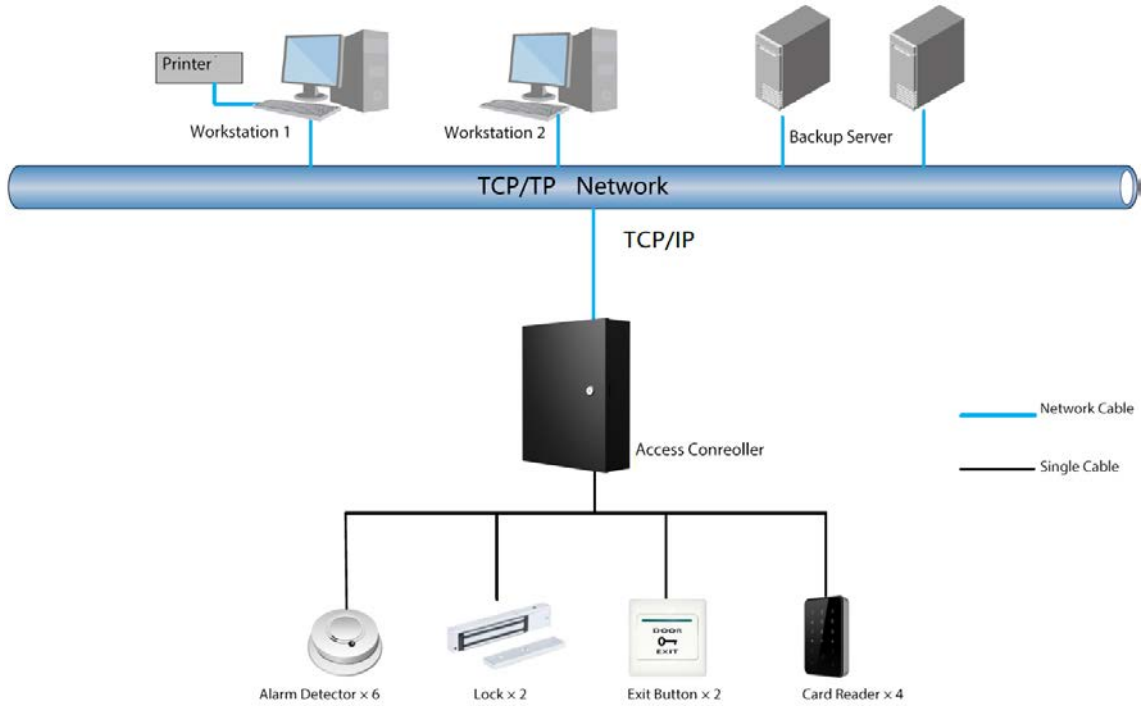 Printer
Workstation 1
Workstation 2
Backup Server
TCP/TP Network
TCP/IP
Access Conreoller
Network Cable
Single Cable
DOOR
EXIT
Alarm Detector × 6
Lock × 2
Exit Button × 2
Card Reader × 4